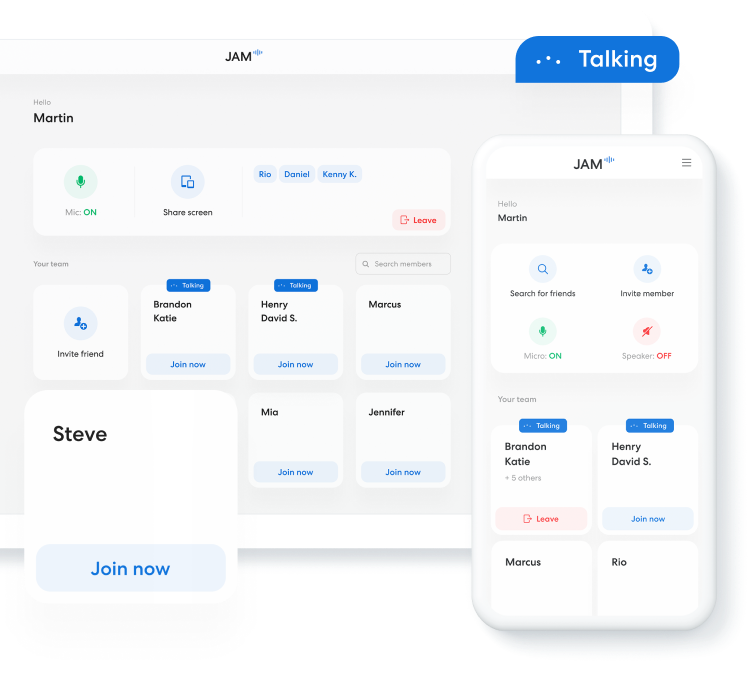 JAM
Talking
Hello
Martin
Mic: ON
Share screen
Rio
Daniel
Kenny K.
Leave
Your team
Search members
Invite friend
Talking
Brandon
Katie
Join now
Talking
Henry
David S.
Join now
Marcus
Join now
Steve
Join now
Mia
Join now
Jennifer
Join now
JAM
Hello
Martin
Search for friends
Invite member
Micro: ON
Speaker: OFF
Your team
Talking
Brandon
Katie
+ 5 others
Leave
Talking
Henry
David S.
Join now
Marcus
Rio